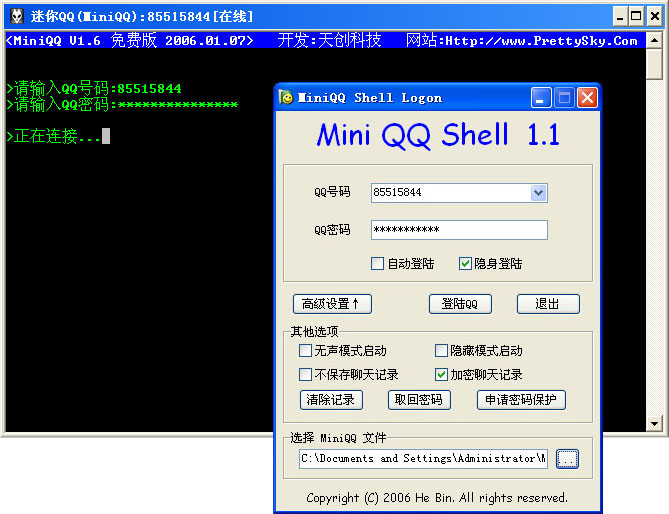 迷你QQ(MiniQQ):85515844[在线]
<MiniQQ V1.6 免费版 2006.01.07> 开发:天创科技 网站:Http://www.PrettySky.Com
>请输入QQ号码:85515844
>请输入QQ密码:***************
>正在连接...
MiniQQ Shell Logon
Mini QQ Shell 1.1
QQ号码 85515844
QQ密码 ***********
自动登陆 隐身登陆
高级设置↑ 登陆QQ 退出
其他选项
无声模式启动 隐藏模式启动
不保存聊天记录 加密聊天记录
清除记录 取回密码 申请密码保护
选择 MiniQQ 文件
C:\Documents and Settings\Administrator\M ...
Copyright (C) 2006 He Bin. All rights reserved.